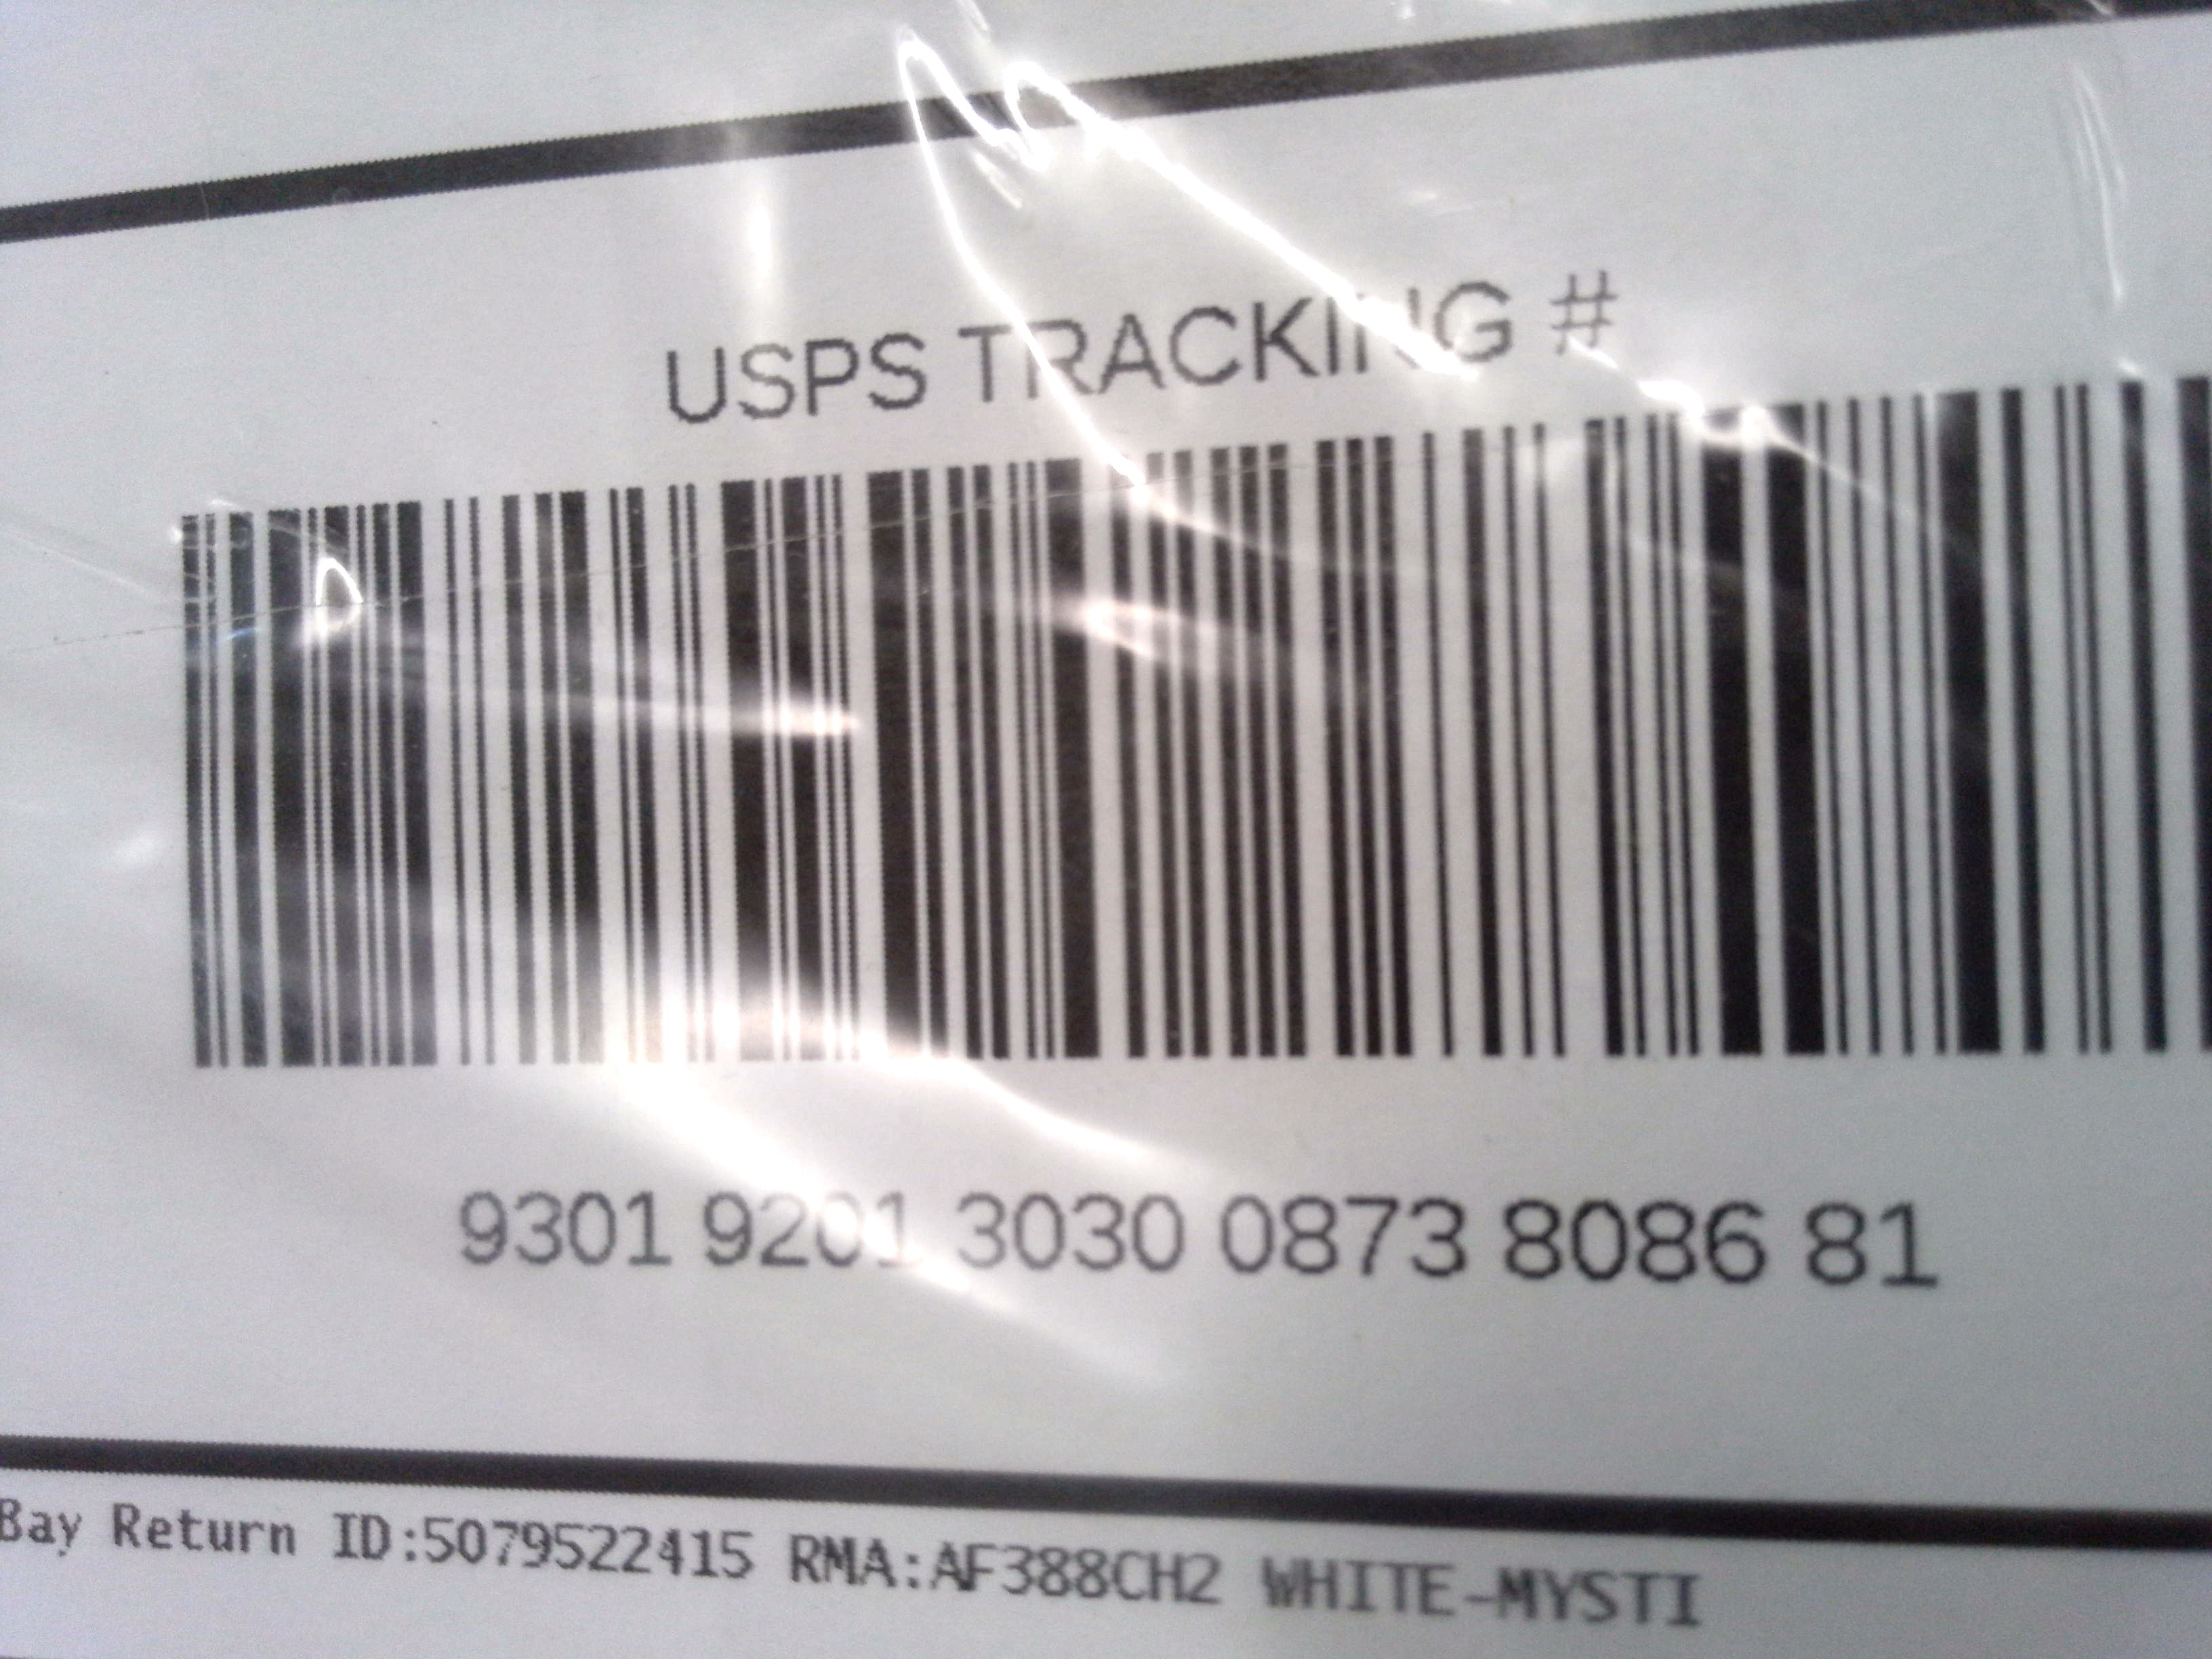 USPS TRACKING #
9301 9201 3030 0873 8086 81
Bay Return ID:5079522415 RMA:AF388CH2 WHITE-MYSTI